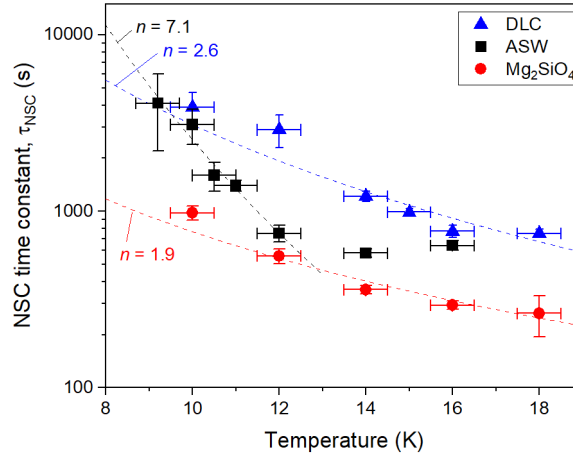 10000
1000
100
NSC time constant, τNSC (s)
n = 7.1
n = 2.6
n = 1.9
DLC
ASW
Mg2SiO4
8 10 12 14 16 18
Temperature (K)